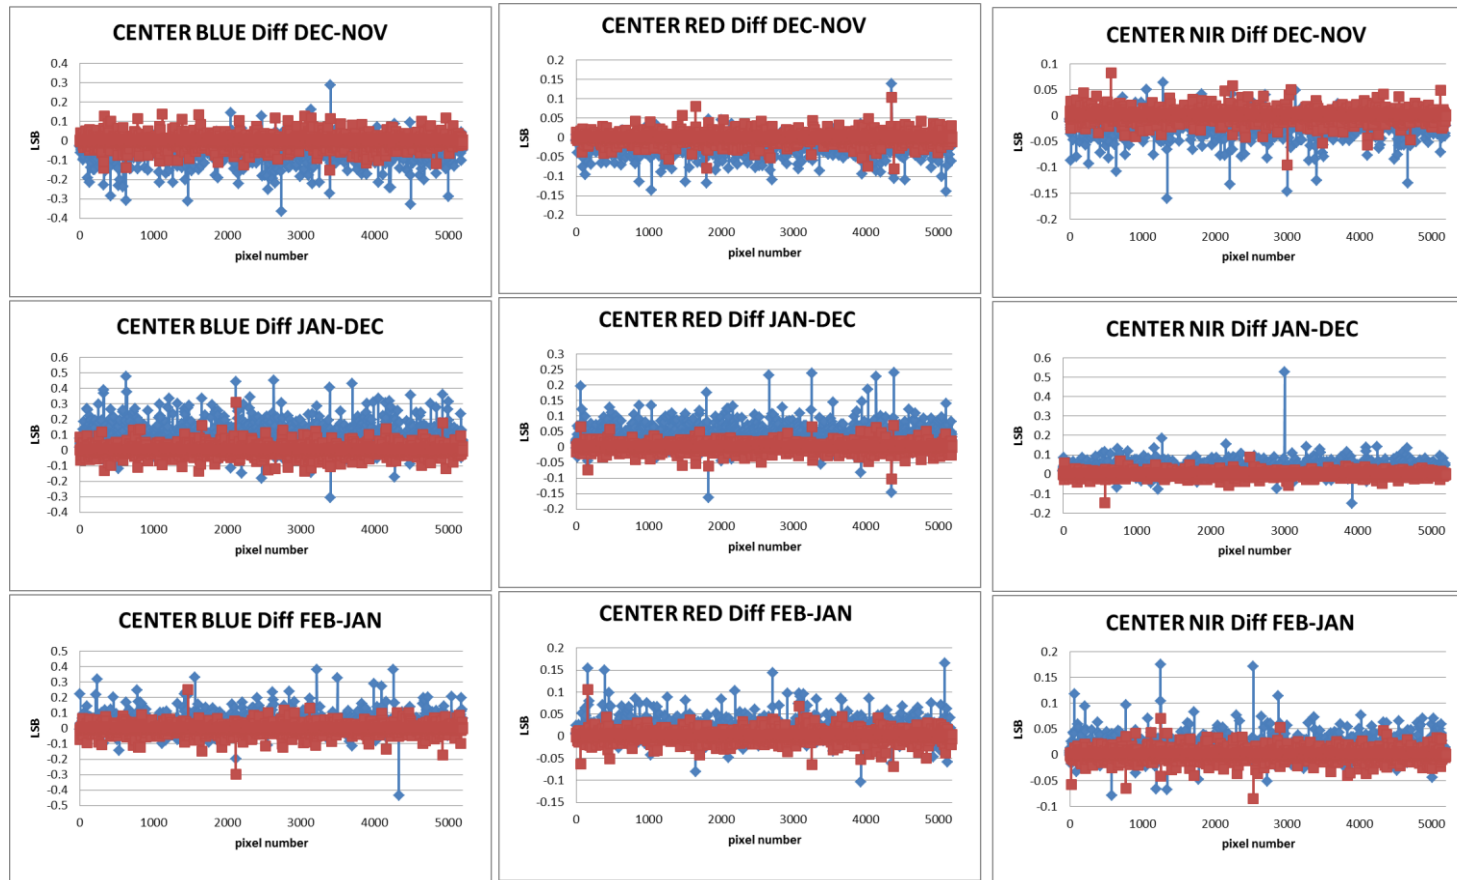 CENTER BLUE Diff DEC-NOV
0.4
0.3
0.2
0.1
0
-0.1
-0.2
-0.3
-0.4
LSB
0 1000 2000 3000 4000 5000
pixel number
CENTER RED Diff DEC-NOV
0.2
0.15
0.1
0.05
0
-0.05
-0.1
-0.15
-0.2
LSB
0 1000 2000 3000 4000 5000
pixel number
CENTER NIR Diff DEC-NOV
0.1
0.05
0
-0.05
-0.1
-0.15
-0.2
LSB
0 1000 2000 3000 4000 5000
pixel number
CENTER BLUE Diff JAN-DEC
0.6
0.5
0.4
0.3
0.2
0.1
0
-0.1
-0.2
-0.3
-0.4
LSB
0 1000 2000 3000 4000 5000
pixel number
CENTER RED Diff JAN-DEC
0.3
0.25
0.2
0.15
0.1
0.05
0
-0.05
-0.1
-0.15
-0.2
LSB
0 1000 2000 3000 4000 5000
pixel number
CENTER NIR Diff JAN-DEC
0.6
0.5
0.4
0.3
0.2
0.1
0
-0.1
-0.2
LSB
0 1000 2000 3000 4000 5000
pixel number
CENTER BLUE Diff FEB-JAN
0.5
0.4
0.3
0.2
0.1
0
-0.1
-0.2
-0.3
-0.4
-0.5
LSB
0 1000 2000 3000 4000 5000
pixel number
CENTER RED Diff FEB-JAN
0.2
0.15
0.1
0.05
0
-0.05
-0.1
-0.15
LSB
0 1000 2000 3000 4000 5000
pixel number
CENTER NIR Diff FEB-JAN
0.2
0.15
0.1
0.05
0
-0.05
-0.1
LSB
0 1000 2000 3000 4000 5000
pixel number